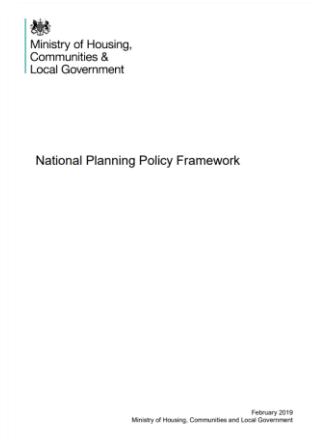 Ministry of Housing,
Communities &
Local Government
National Planning Policy Framework
February 2019
Ministry of Housing, Communities and Local Government